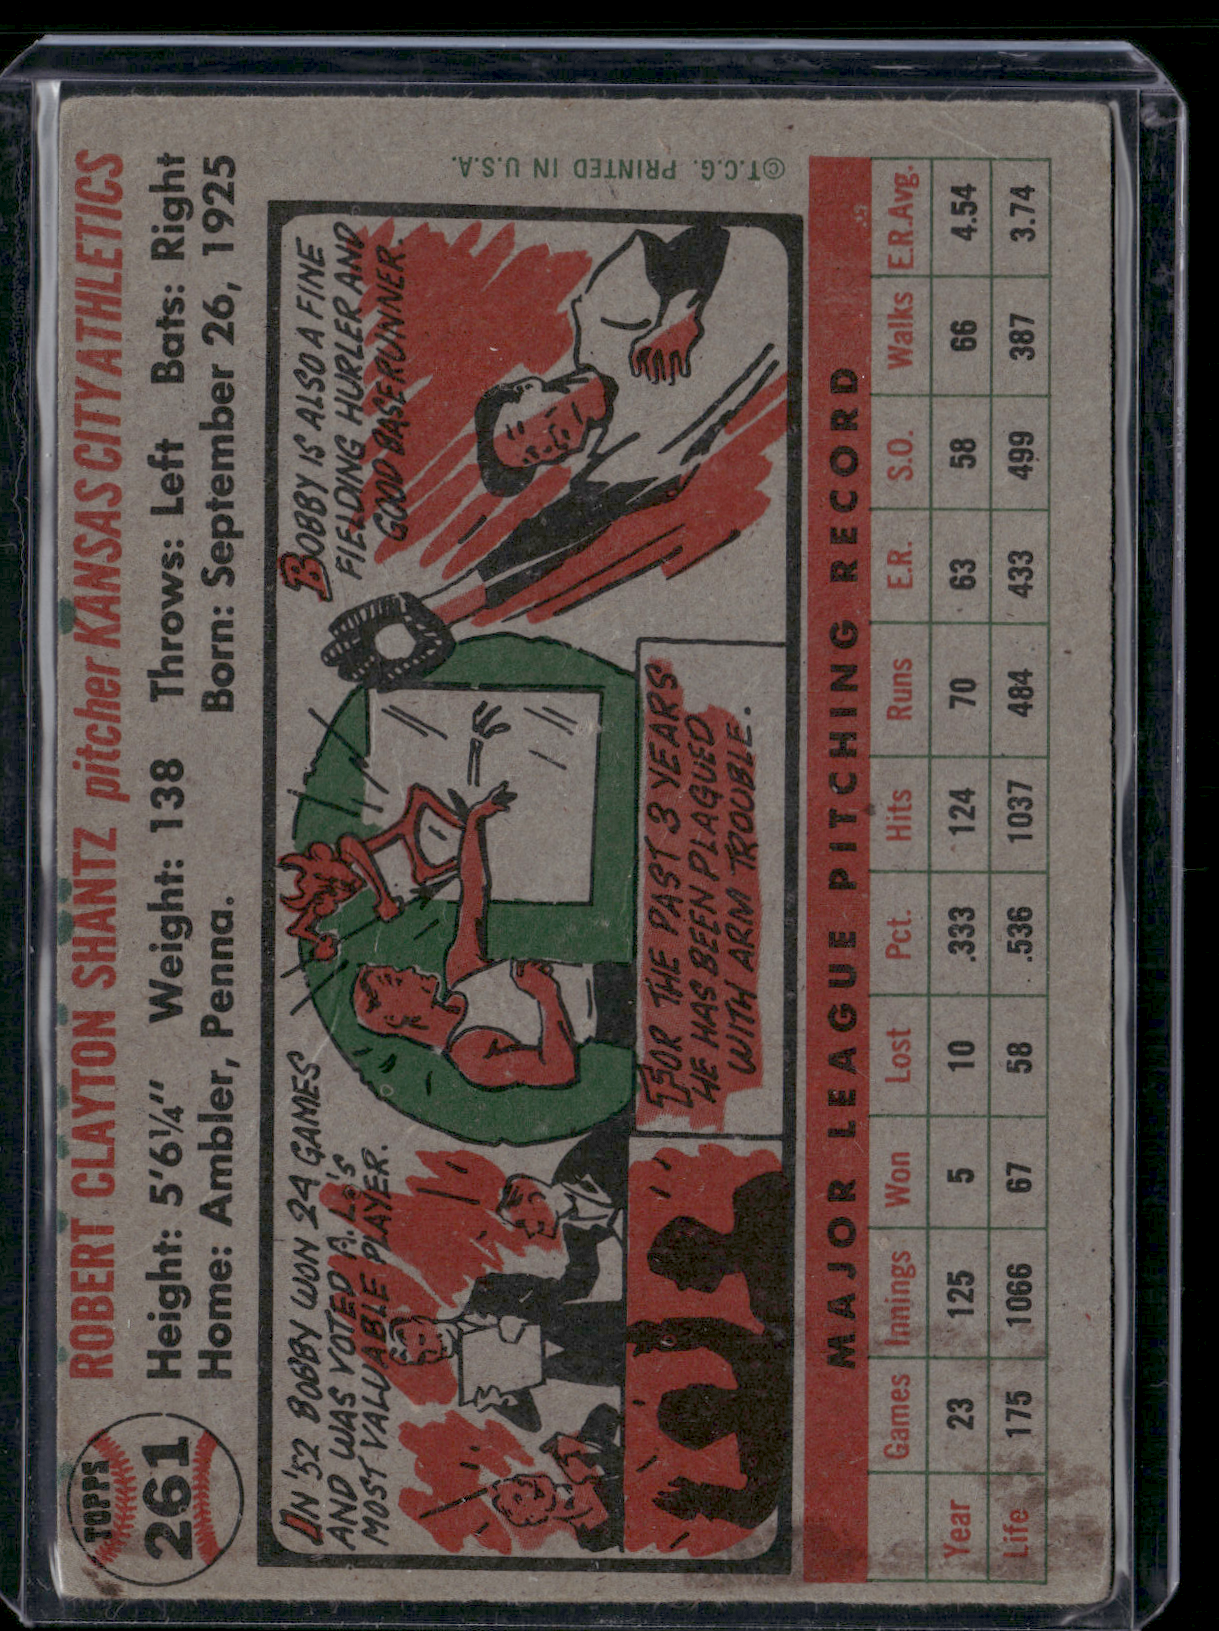 TOPPS
261
ROBERT CLAYTON SHANTZ pitcher KANSAS CITY ATHLETICS
Height: 5'6¼" Weight: 138 Throws: Left Bats: Right
Home: Ambler, Penna. Born: September 26, 1925
IN '52 BOBBY WON 24 GAMES
AND WAS VOTED A.L.'S
MOST VALUABLE PLAYER.
FOR THE PAST 3 YEARS
HE HAS BEEN PLAGUED
WITH ARM TROUBLE.
BOBBY IS ALSO A FINE
FIELDING HURLER AND
GOOD BASERUNNER.
©T.C.G. PRINTED IN U.S.A.
MAJOR LEAGUE PITCHING RECORD
Games Innings Won Lost Pct. Hits Runs E.R. S.O. Walks E.R.Avg.
Year 23 125 5 10 .333 124 70 63 58 66 4.54
Life 175 1066 67 58 .536 1037 484 433 499 387 3.74